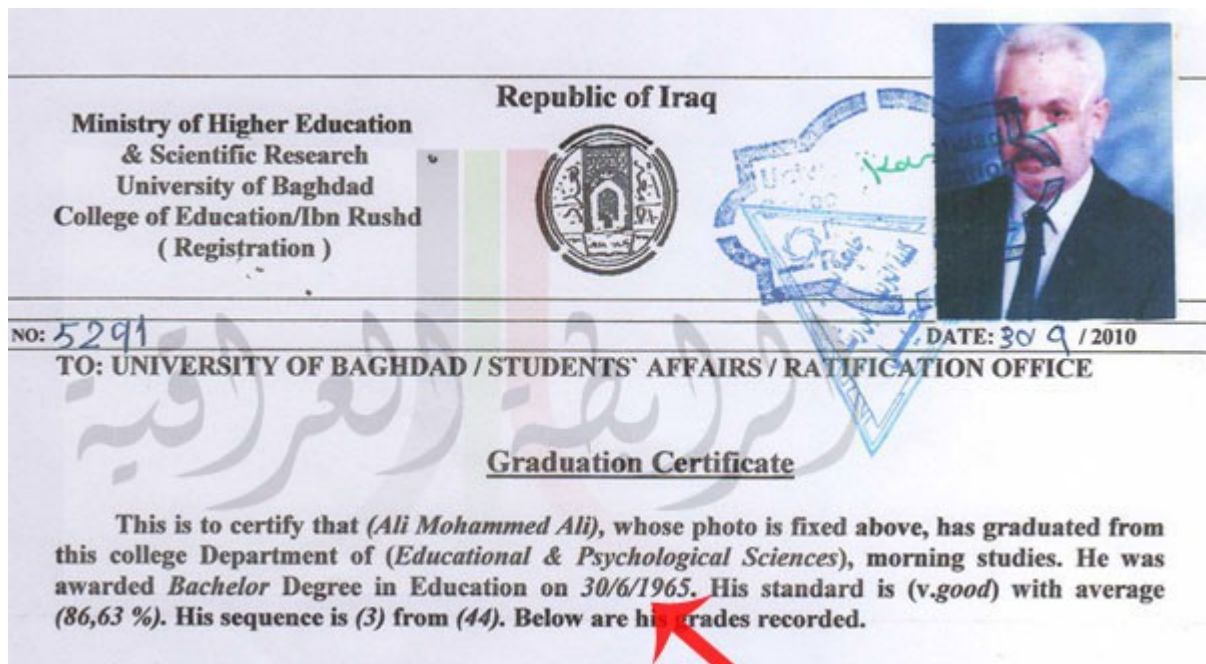 Republic of Iraq
Ministry of Higher Education
& Scientific Research
University of Baghdad
College of Education/Ibn Rushd
( Registration )
NO: 5291
DATE: 30/ 9 / 2010
TO: UNIVERSITY OF BAGHDAD / STUDENTS` AFFAIRS / RATIFICATION OFFICE
الرابطة العراقية
Graduation Certificate
This is to certify that (Ali Mohammed Ali), whose photo is fixed above, has graduated from
this college Department of (Educational & Psychological Sciences), morning studies. He was
awarded Bachelor Degree in Education on 30/6/1965. His standard is (v.good) with average
(86,63 %). His sequence is (3) from (44). Below are his grades recorded.